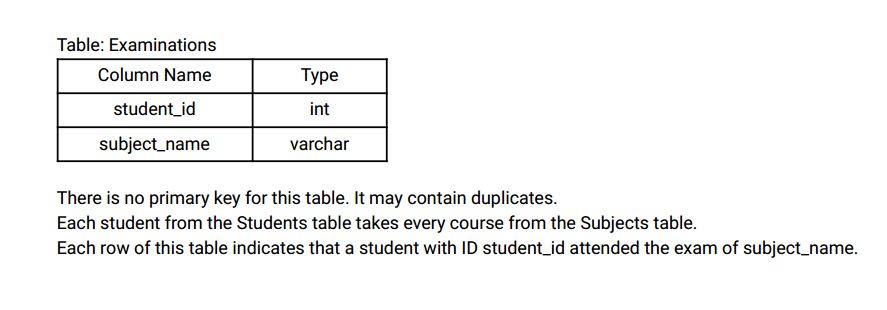 Table: Examinations
Column Name Type
student_id int
subject_name varchar
There is no primary key for this table. It may contain duplicates.
Each student from the Students table takes every course from the Subjects table.
Each row of this table indicates that a student with ID student_id attended the exam of subject_name.